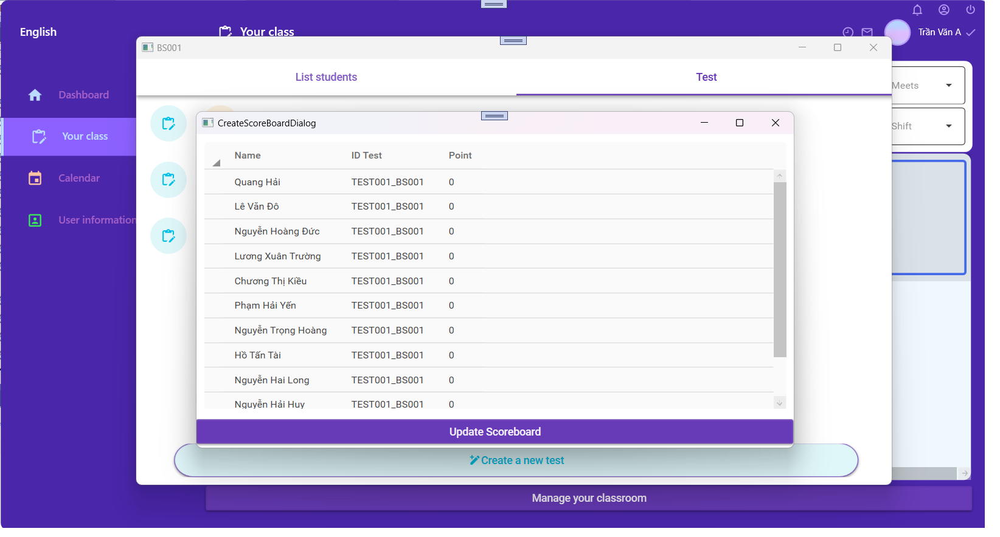 English
Your class
Trần Văn A
BS001
List students
Test
Dashboard
Your class
Calendar
User information
Meets
Shift
CreateScoreBoardDialog
Name ID Test Point
Quang Hải TEST001_BS001 0
Lê Văn Đô TEST001_BS001 0
Nguyễn Hoàng Đức TEST001_BS001 0
Lương Xuân Trường TEST001_BS001 0
Chương Thị Kiều TEST001_BS001 0
Phạm Hải Yến TEST001_BS001 0
Nguyễn Trọng Hoàng TEST001_BS001 0
Hồ Tấn Tài TEST001_BS001 0
Nguyễn Hai Long TEST001_BS001 0
Nguyễn Hải Huy TEST001_BS001 0
Update Scoreboard
Create a new test
Manage your classroom